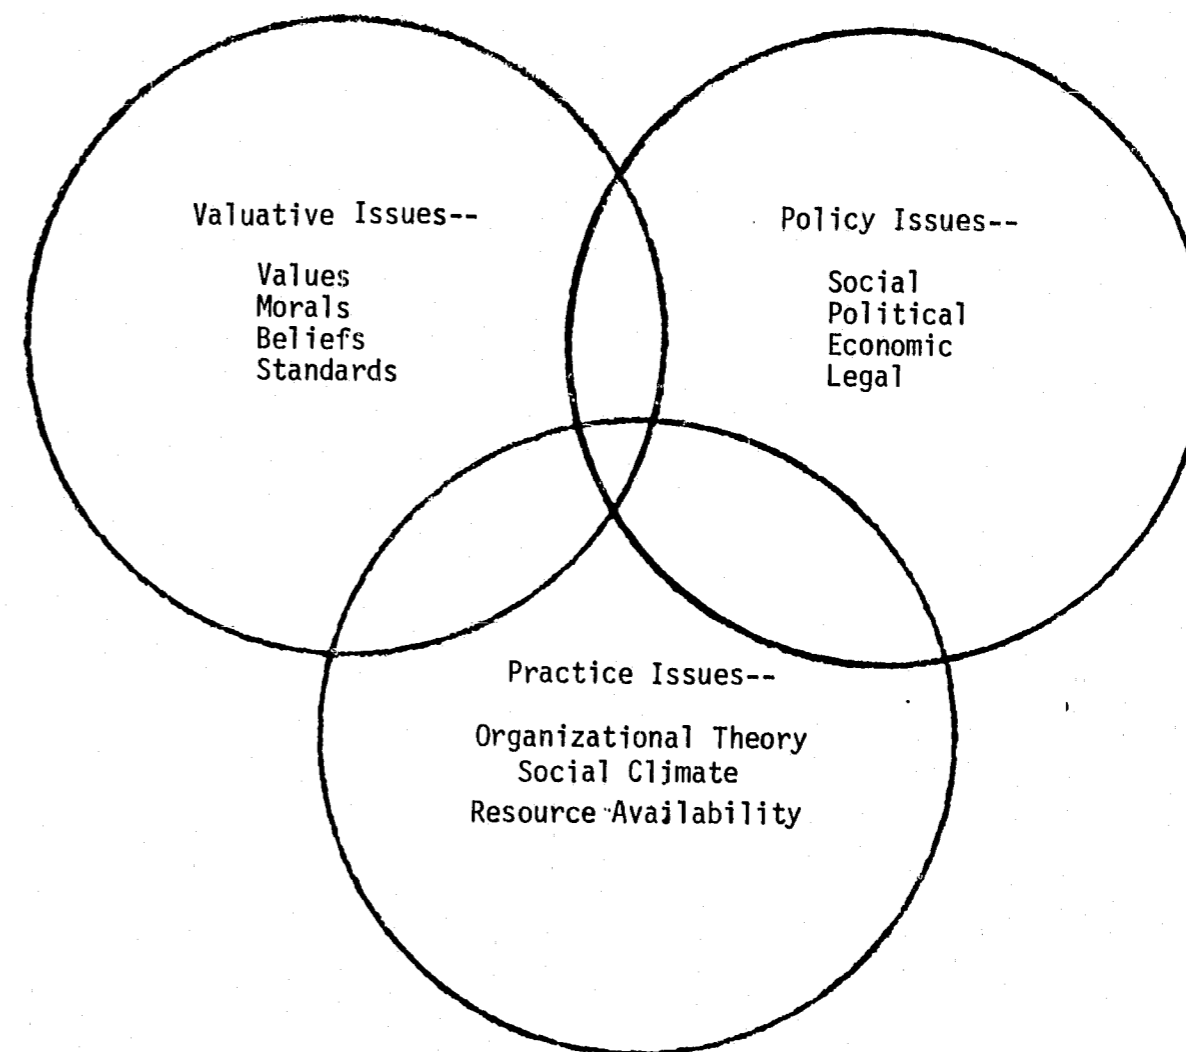 Valuative Issues--
Values
Morals
Beliefs
Standards
Policy Issues--
Social
Political
Economic
Legal
Practice Issues--
Organizational Theory
Social Climate
Resource Availability